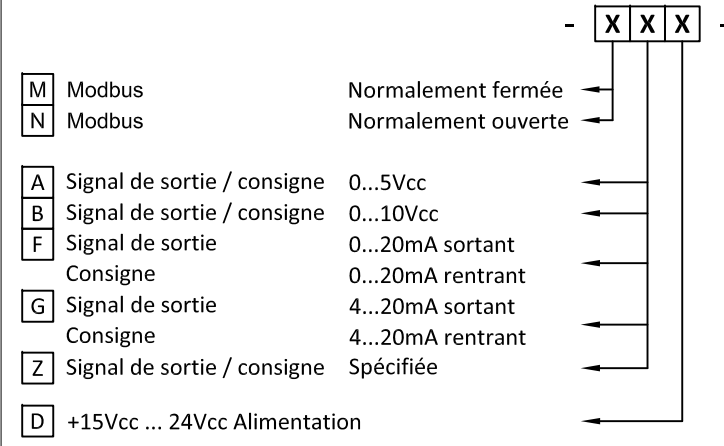 - X X X -
M Modbus Normalement fermée
N Modbus Normalement ouverte
A Signal de sortie / consigne 0...5Vcc
B Signal de sortie / consigne 0...10Vcc
F Signal de sortie 0...20mA sortant
Consigne 0...20mA rentrant
G Signal de sortie 4...20mA sortant
Consigne 4...20mA rentrant
Z Signal de sortie / consigne Spécifiée
D +15Vcc ... 24Vcc Alimentation